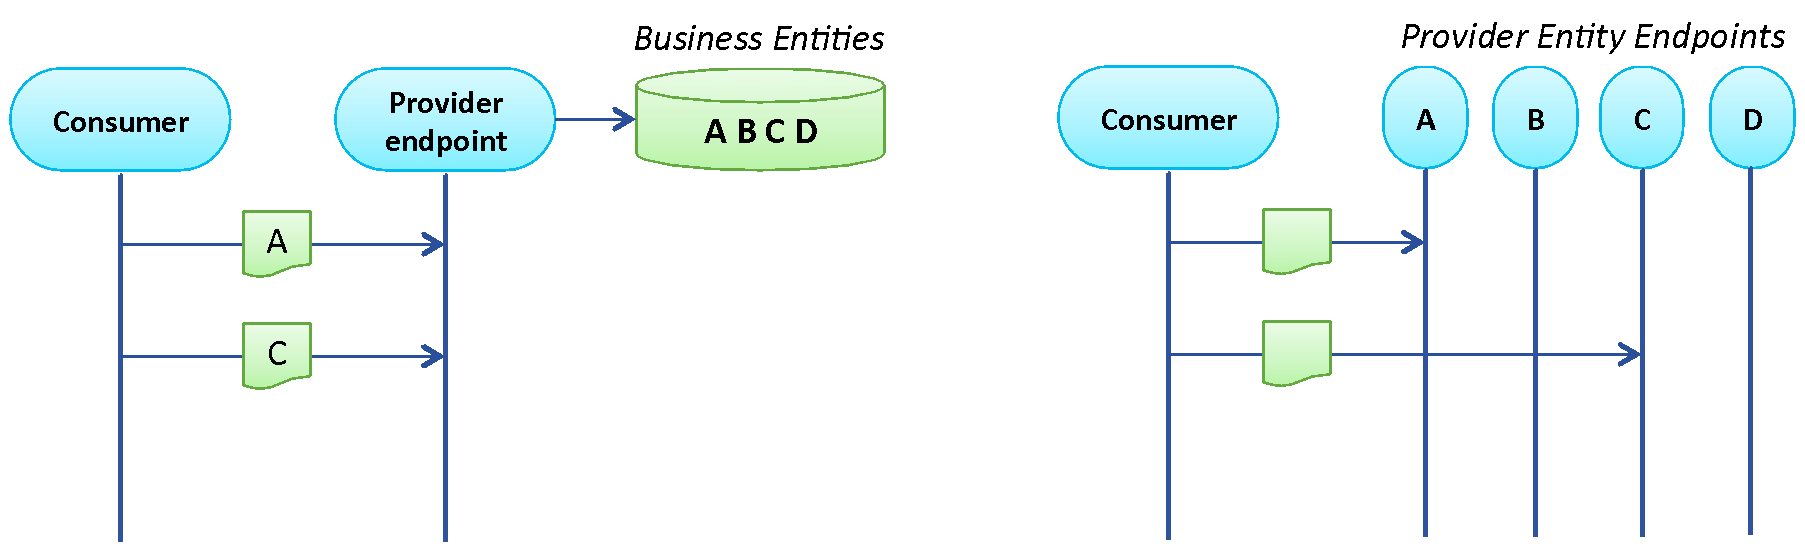 Business Entities
Consumer
Provider
endpoint
A B C D
A
C
Provider Entity Endpoints
Consumer
A
B
C
D